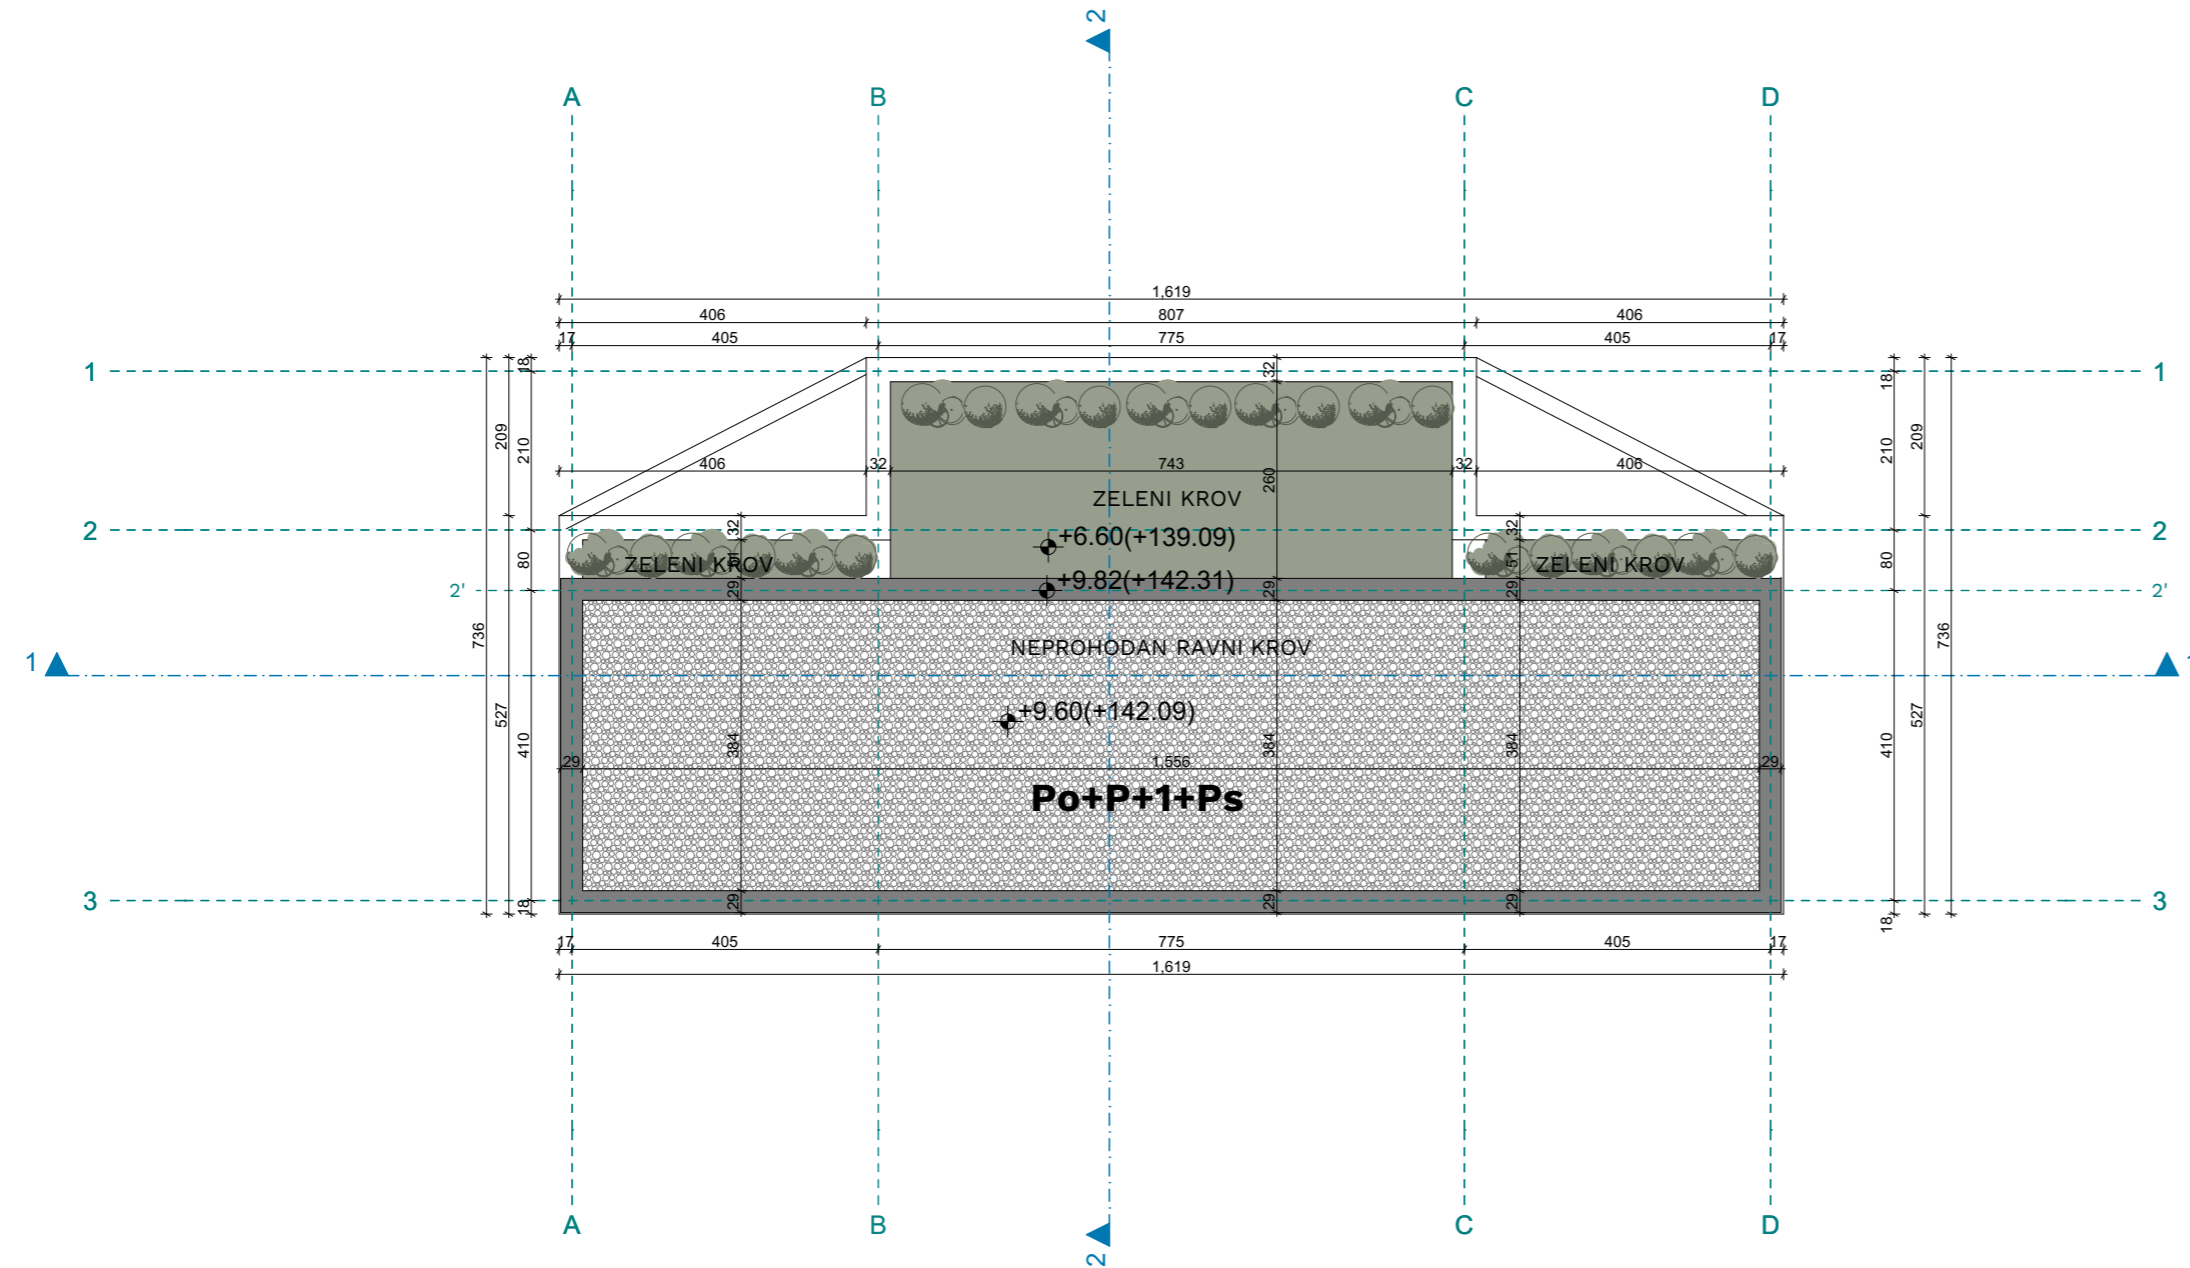 2
A B C D
1,619
406 807 406
17 405 775 405 17
1 18 32 18 1
209 210 210 209
406 32 743 32 406
260
ZELENI KROV
2 32 32 2
+6.60(+139.09)
80 ZELENI KROV 51 51 ZELENI KROV 80
+9.82(+142.31)
2' 29 29 29 2'
736 736
NEPROHODAN RAVNI KROV
1 1
+9.60(+142.09)
527 410 384 384 384 410 527
29 1,556 29
Po+P+1+Ps
3 18 29 29 29 18 3
17 405 775 405 17
1,619
A B C D
2